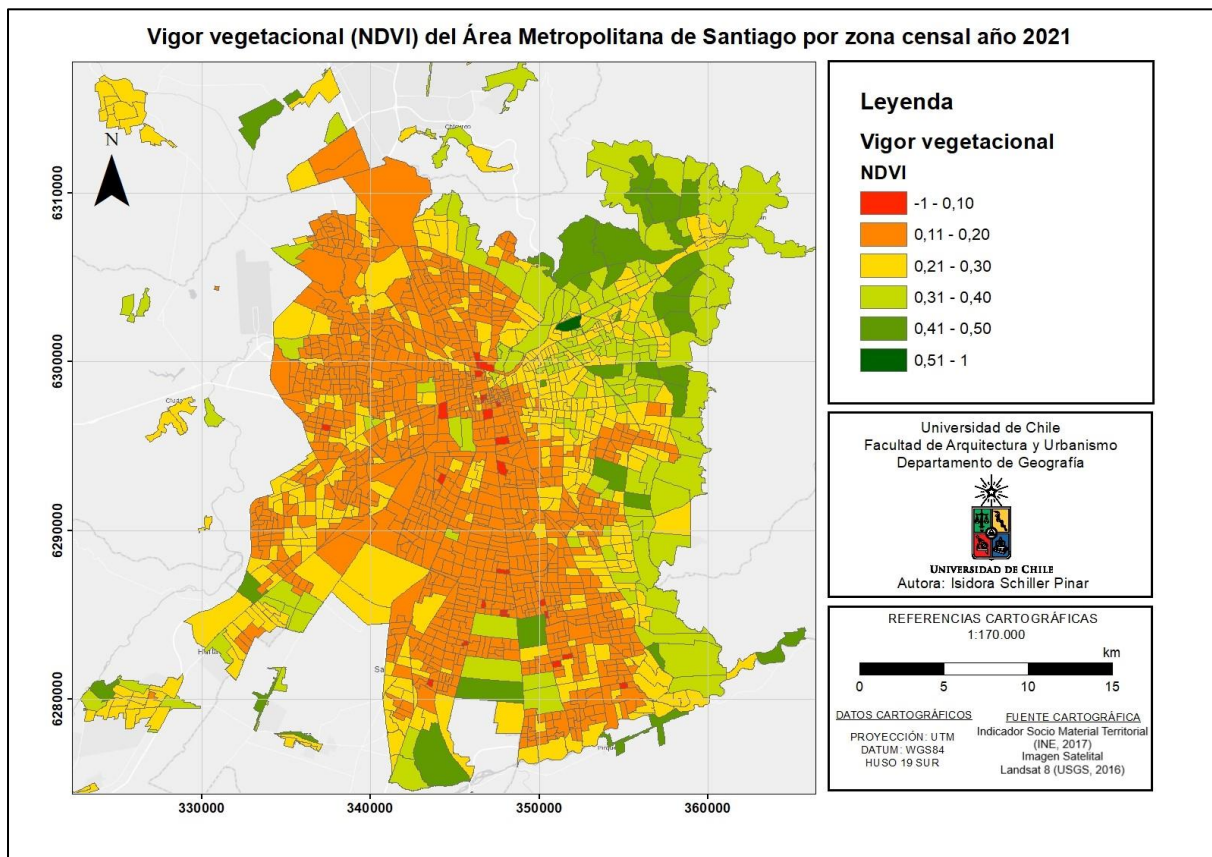 Vigor vegetacional (NDVI) del Área Metropolitana de Santiago por zona censal año 2021
N
6310000
6300000
6290000
6280000
330000
340000
350000
360000
Leyenda
Vigor vegetacional
NDVI
-1 - 0,10
0,11 - 0,20
0,21 - 0,30
0,31 - 0,40
0,41 - 0,50
0,51 - 1
Universidad de Chile
Facultad de Arquitectura y Urbanismo
Departamento de Geografía
UNIVERSIDAD DE CHILE
Autora: Isidora Schiller Pinar
REFERENCIAS CARTOGRÁFICAS
1:170.000
km
0 5 10 15
DATOS CARTOGRÁFICOS
PROYECCIÓN: UTM
DATUM: WGS84
HUSO 19 SUR
FUENTE CARTOGRÁFICA
Indicador Socio Material Territorial
(INE, 2017)
Imagen Satelital
Landsat 8 (USGS, 2016)